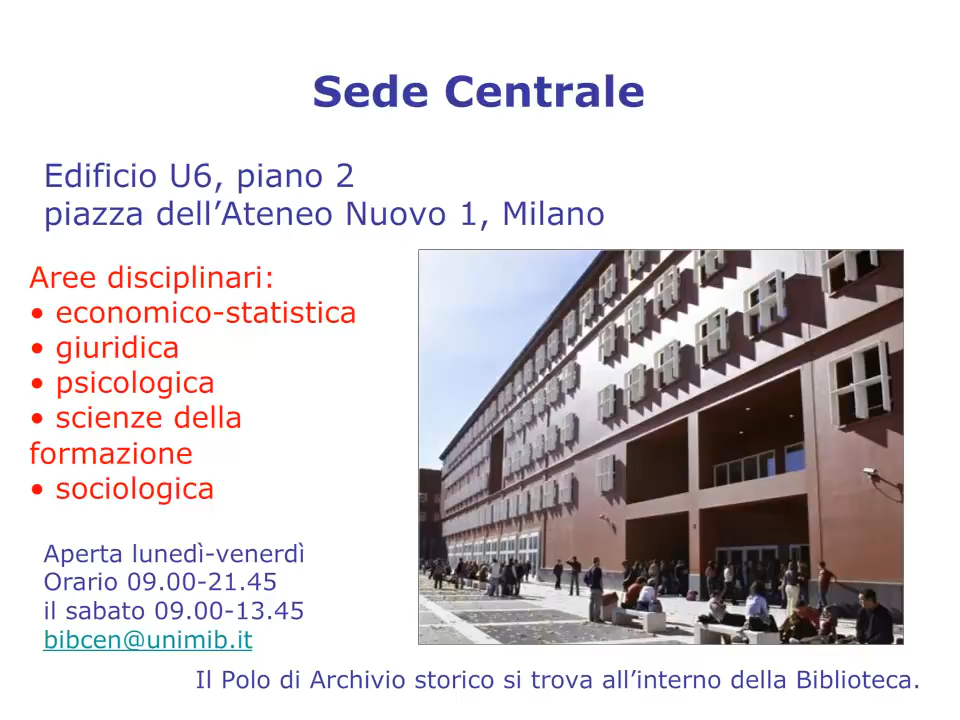 Sede Centrale
Edificio U6, piano 2
piazza dell’Ateneo Nuovo 1, Milano
Aree disciplinari:
• economico-statistica
• giuridica
• psicologica
• scienze della
formazione
• sociologica
Aperta lunedì-venerdì
Orario 09.00-21.45
il sabato 09.00-13.45
bibcen@unimib.it
Il Polo di Archivio storico si trova all’interno della Biblioteca.